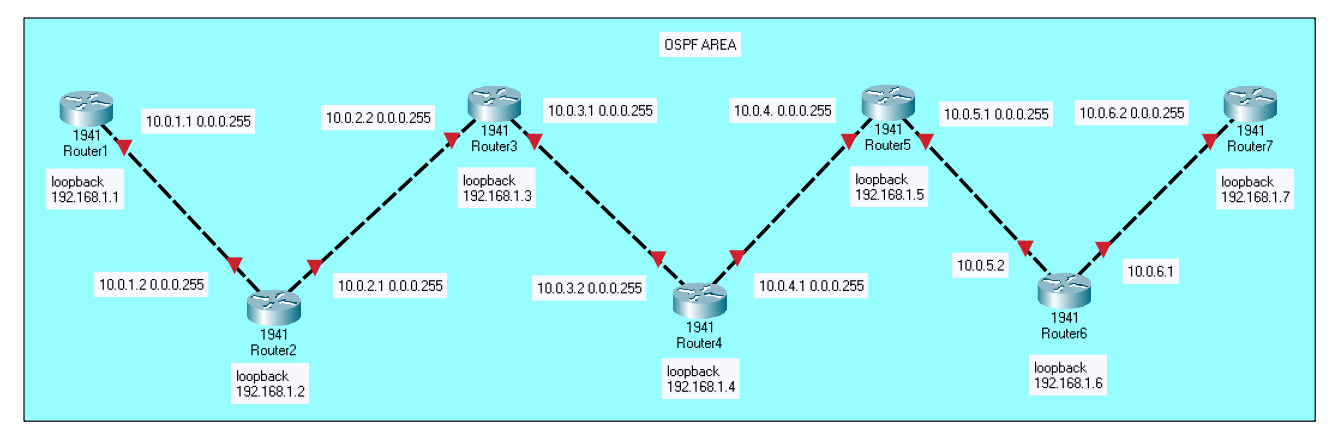 OSPF AREA
1941
Router1
10.0.1.1 0.0.0.255
loopback
192.168.1.1
10.0.1.2 0.0.0.255
1941
Router2
10.0.2.1 0.0.0.255
loopback
192.168.1.2
10.0.2.2 0.0.0.255
1941
Router3
10.0.3.1 0.0.0.255
loopback
192.168.1.3
10.0.3.2 0.0.0.255
1941
Router4
10.0.4.1 0.0.0.255
loopback
192.168.1.4
10.0.4. 0.0.0.255
1941
Router5
10.0.5.1 0.0.0.255
loopback
192.168.1.5
10.0.5.2
1941
Router6
10.0.6.1
loopback
192.168.1.6
10.0.6.2 0.0.0.255
1941
Router7
loopback
192.168.1.7